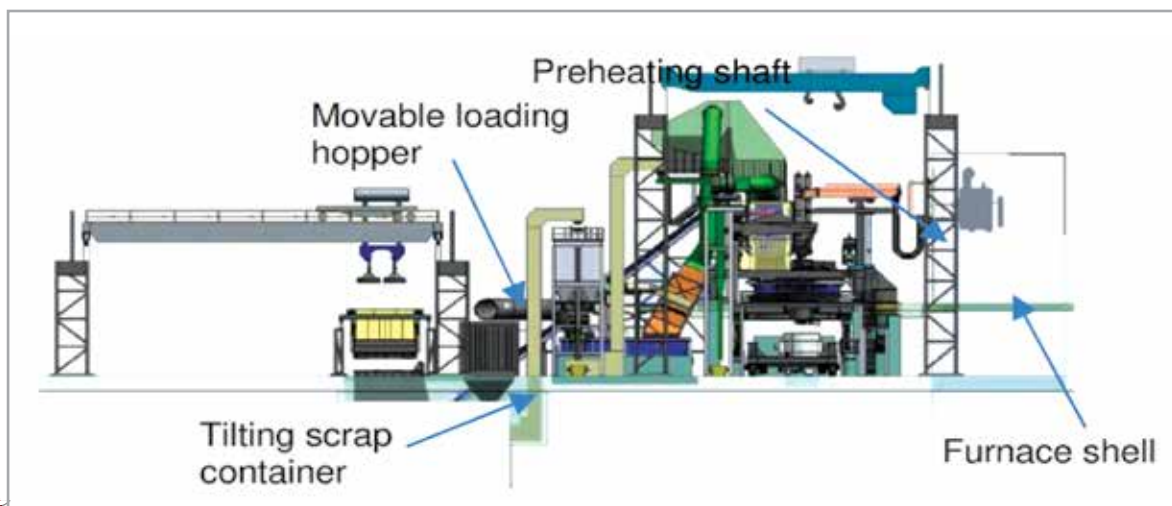 Preheating shaft
Movable loading
hopper
Tilting scrap
container
Furnace shell